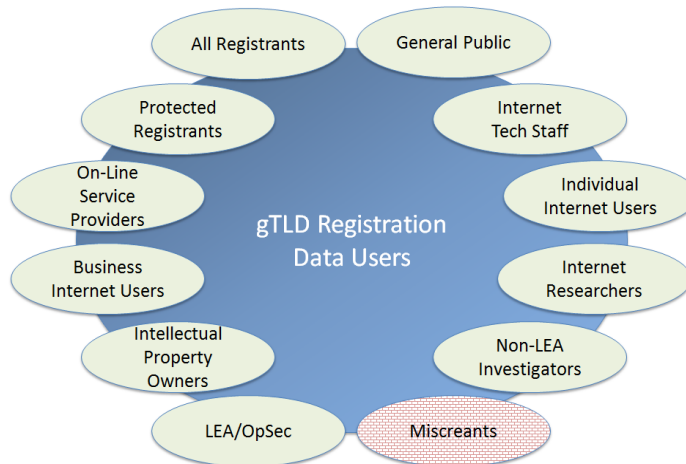 All Registrants
General Public
Protected
Registrants
Internet
Tech Staff
On-Line
Service
Providers
Individual
Internet Users
gTLD Registration
Data Users
Business
Internet Users
Internet
Researchers
Intellectual
Property
Owners
Non-LEA
Investigators
LEA/OpSec
Miscreants